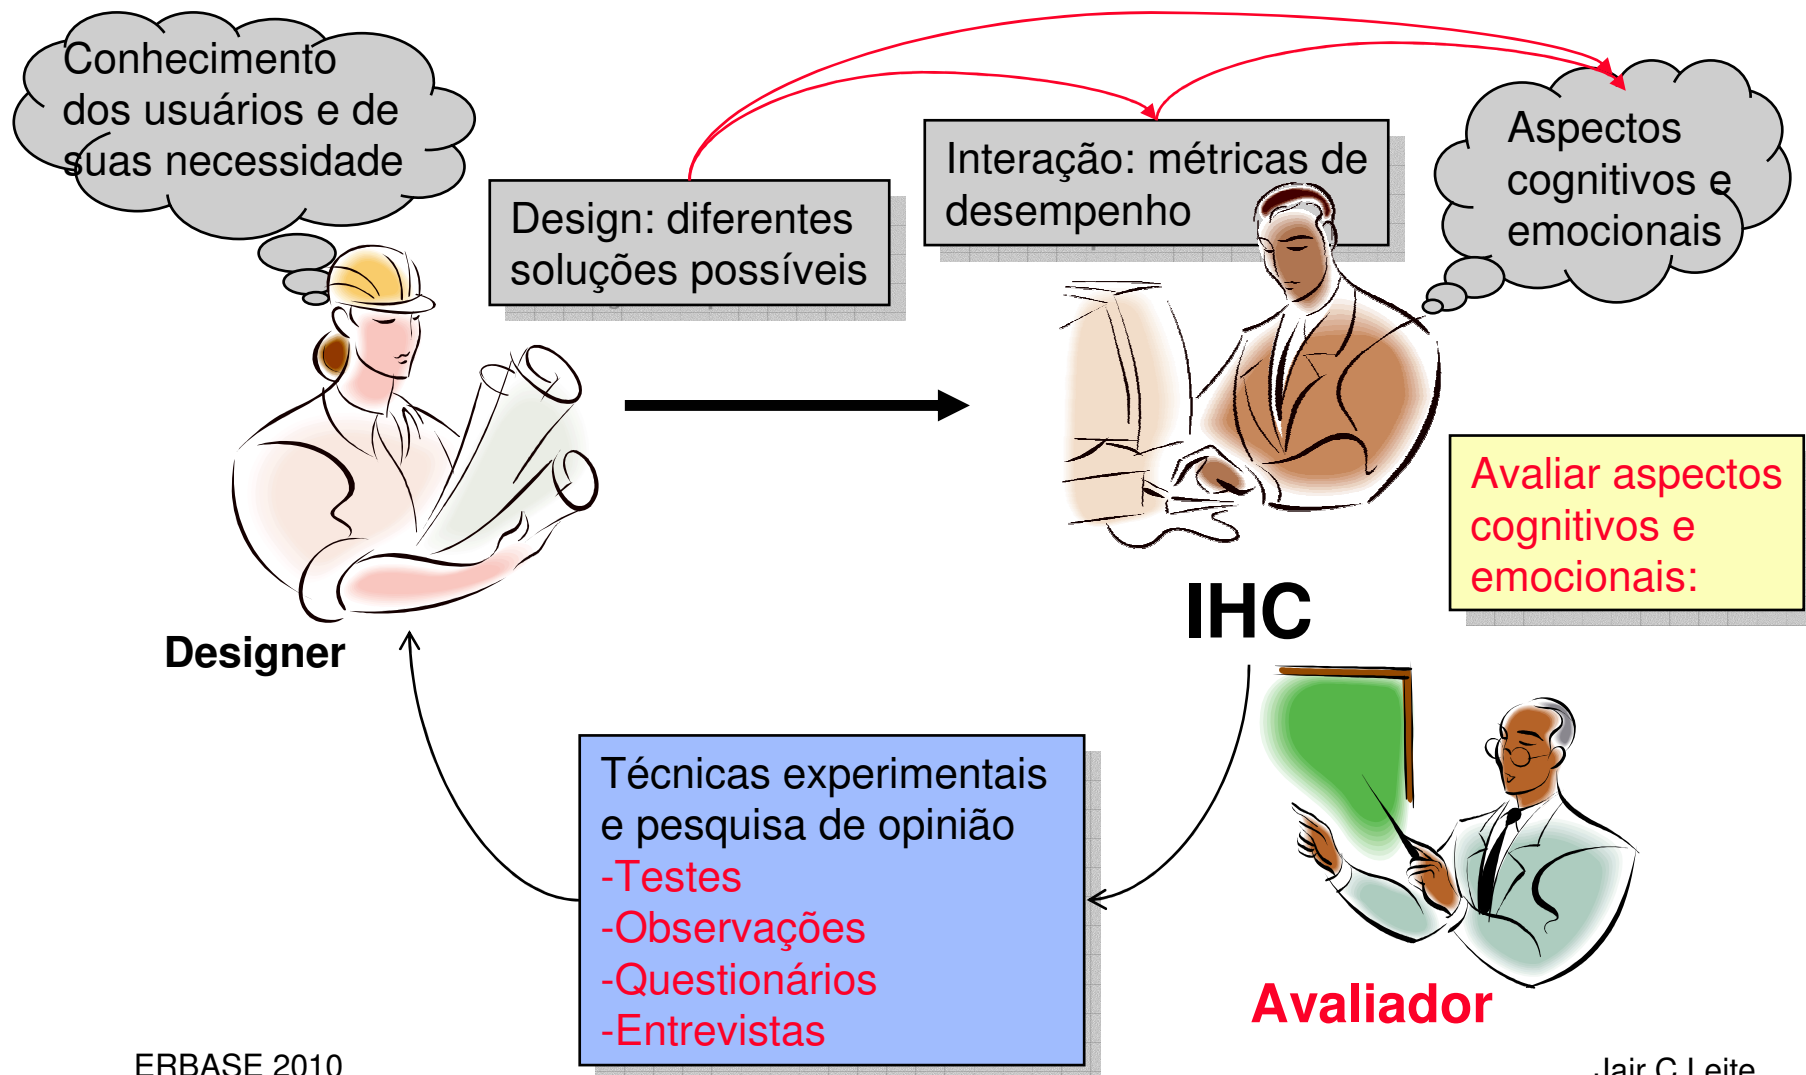 Conhecimento
dos usuários e de
suas necessidade
Design: diferentes
soluções possíveis
Interação: métricas de
desempenho
Aspectos
cognitivos e
emocionais
Avaliar aspectos
cognitivos e
emocionais:
IHC
Designer
Técnicas experimentais
e pesquisa de opinião
-Testes
-Observações
-Questionários
-Entrevistas
Avaliador
ERBASE 2010
Jair C Leite